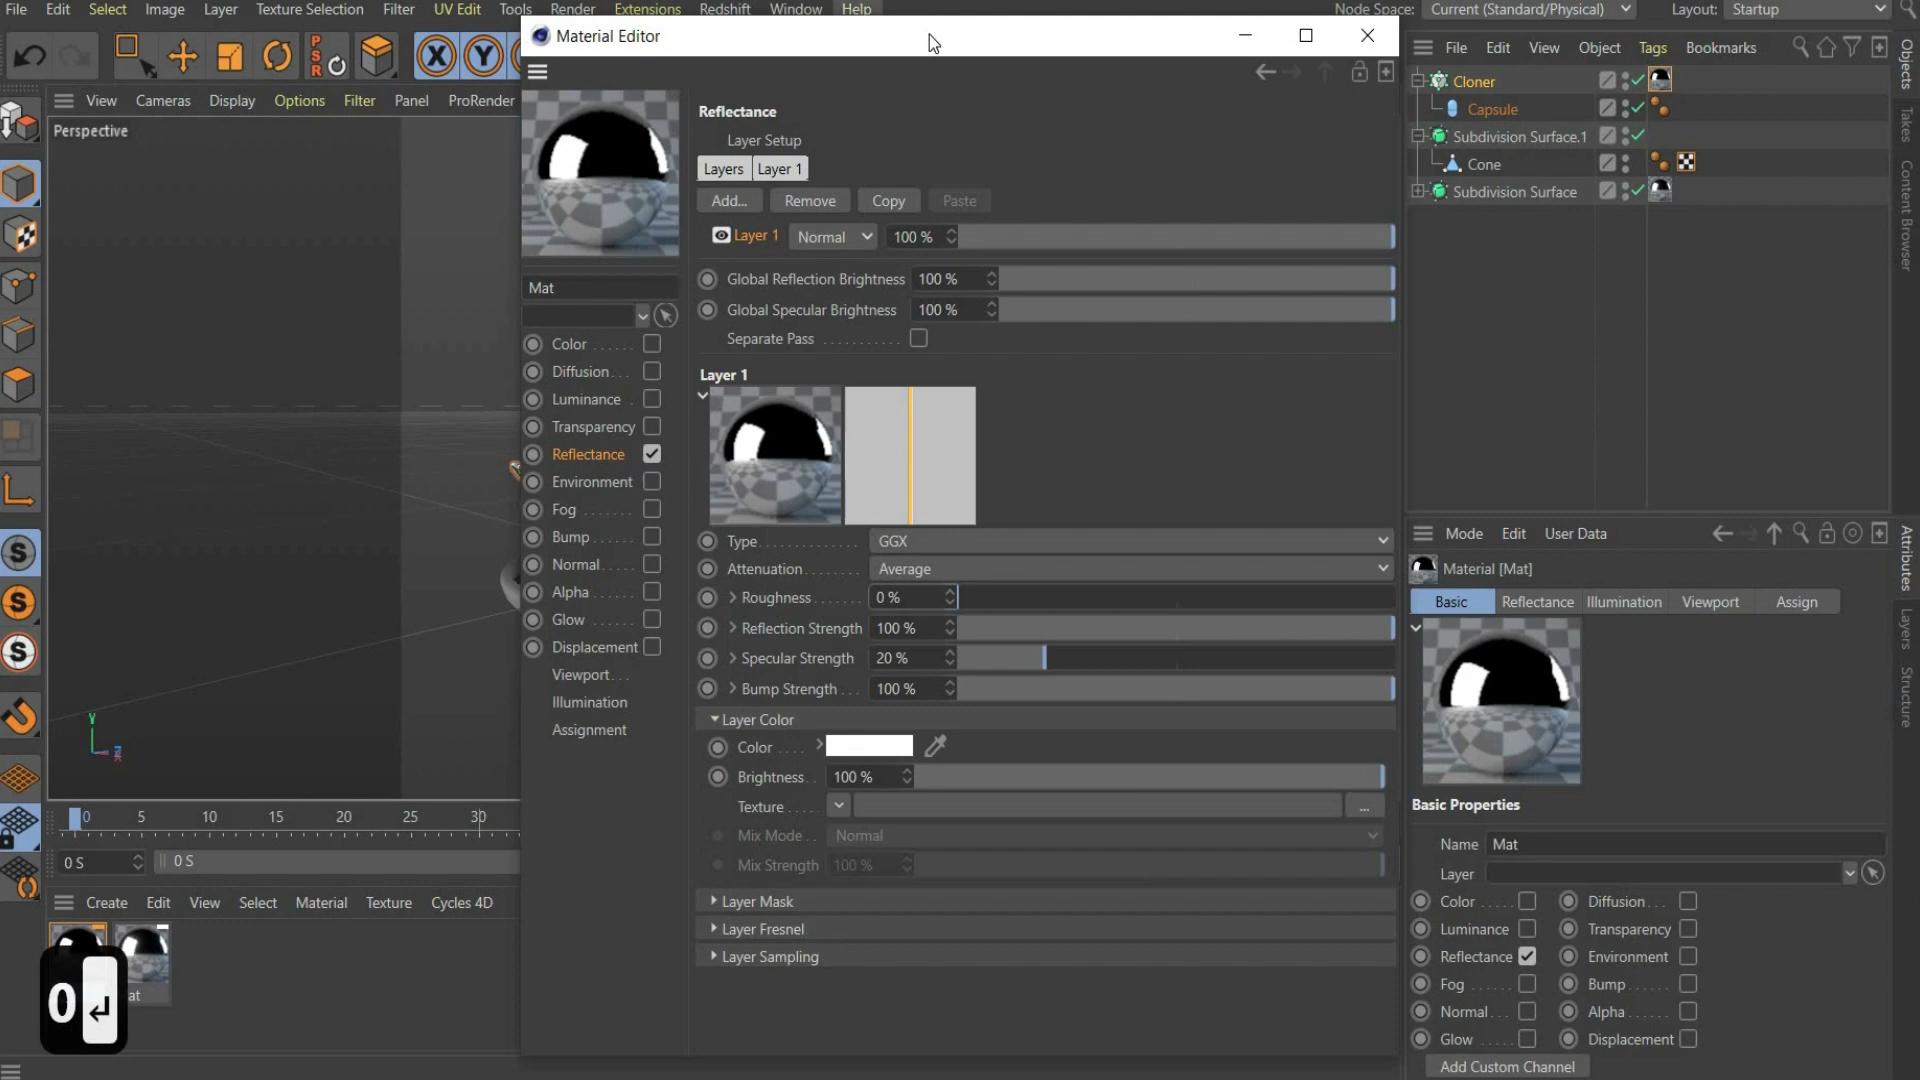 File Edit Select Image Layer Texture Selection Filter UV Edit Tools Render Extensions Redshift Window Help Node Space: Current (Standard/Physical) Layout: Startup
Material Editor
PSR
X Y
View Cameras Display Options Filter Panel ProRender
Perspective
Mat
Color
Diffusion
Luminance
Transparency
Reflectance
Environment
Fog
Bump
Normal
Alpha
Glow
Displacement
Viewport
Illumination
Assignment
Reflectance
Layer Setup
Layers Layer 1
Add... Remove Copy Paste
Layer 1 Normal 100 %
Global Reflection Brightness 100 %
Global Specular Brightness 100 %
Separate Pass
Layer 1
Type GGX
Attenuation Average
Roughness 0 %
Reflection Strength 100 %
Specular Strength 20 %
Bump Strength 100 %
Layer Color
Color
Brightness 100 %
Texture ...
Mix Mode Normal
Mix Strength 100 %
Layer Mask
Layer Fresnel
Layer Sampling
S
S
S
Y
0 5 10 15 20 25 30
0 S 0 S
Create Edit View Select Material Texture Cycles 4D
at
0 ↵
File Edit View Object Tags Bookmarks
Cloner
Capsule
Subdivision Surface.1
Cone
Subdivision Surface
Objects
Takes
Content Browser
Mode Edit User Data
Material [Mat]
Basic Reflectance Illumination Viewport Assign
Basic Properties
Name Mat
Layer
Color Diffusion
Luminance Transparency
Reflectance Environment
Fog Bump
Normal Alpha
Glow Displacement
Add Custom Channel
Attributes
Layers
Structure